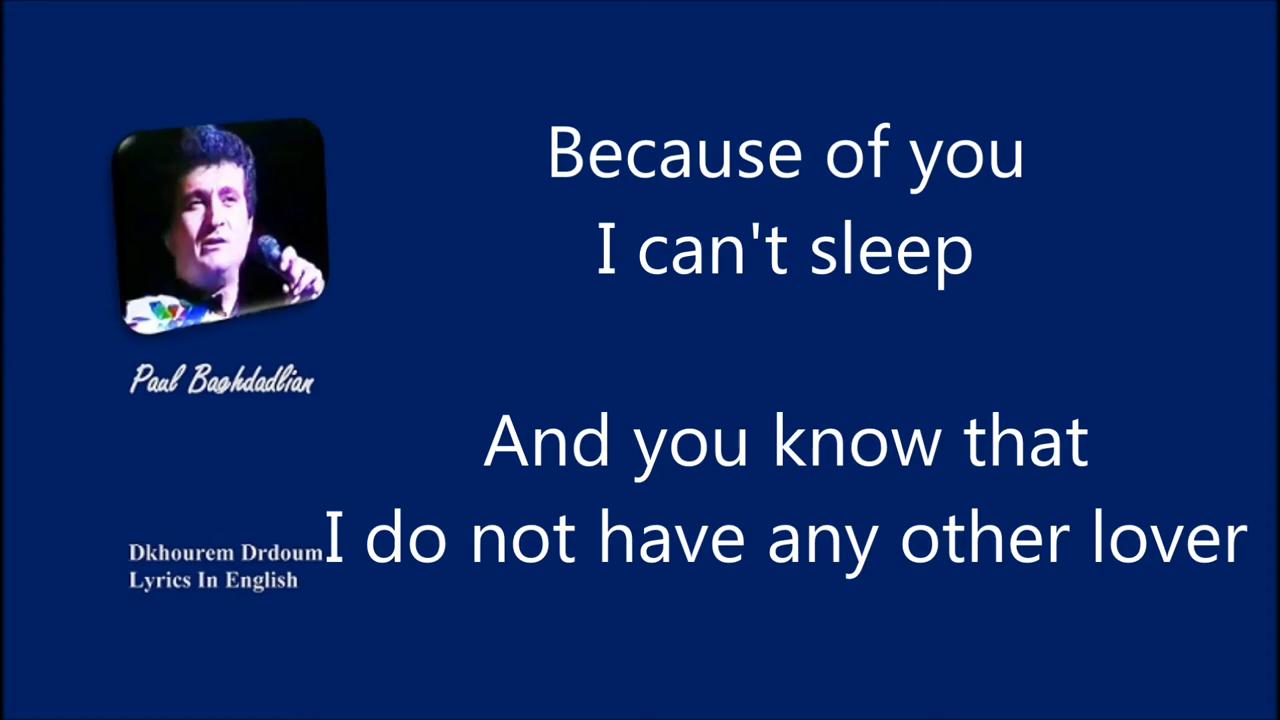 Because of you
I can't sleep
And you know that
I do not have any other lover
Paul Baghdadlian
Dkhourem Drdoum
Lyrics In English